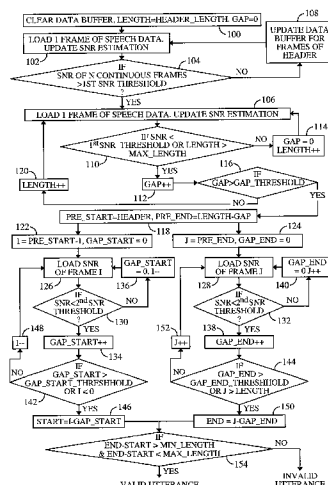 CLEAR DATA BUFFER, LENGTH=HEADER_LENGTH, GAP=0
100
108
LOAD 1 FRAME OF SPEECH DATA.
UPDATE SNR ESTIMATION
102
UPDATE DATA
BUFFER FOR
FRAMES OF
HEADER
104
IF
SNR OF N CONTINUOUS FRAMES
>1ST SNR THRESHOLD
?
NO
YES
106
LOAD 1 FRAME OF SPEECH DATA. UPDATE SNR ESTIMATION
IF SNR <
1st SNR THRESHOLD OR LENGTH >
MAX_LENGTH
110
NO
GAP = 0
LENGTH++
114
YES
116
120
LENGTH++
GAP++
112
IF
GAP>GAP_THRESHOLD
NO
YES
PRE_START=HEADER, PRE_END=LENGTH-GAP
118
122
124
I = PRE_START-1, GAP_START = 0
J = PRE_END, GAP_END = 0
LOAD SNR
OF FRAME I
126
GAP_START
= 0, I--
136
LOAD SNR
OF FRAME J
128
GAP_END
= 0 J++
140
IF
SNR<2nd SNR
THRESHOLD
?
NO
130
IF
SNR<2nd SNR
THRESHOLD
?
NO
132
148
I--
YES
GAP_START++
134
152
J++
138
YES
GAP_END++
144
NO
IF
GAP_START >
GAP_START_THRESHHOLD
OR I<0
142
NO
IF
GAP_END >
GAP_END_THRESHHOLD
OR J > LENGTH
YES
146
YES
150
START=I-GAP_START
END = J-GAP_END
IF
END-START > MIN_LENGTH
& END-START < MAX_LENGTH
?
154
NO
YES
VALID UTTERANCE
INVALID
UTTERANCE